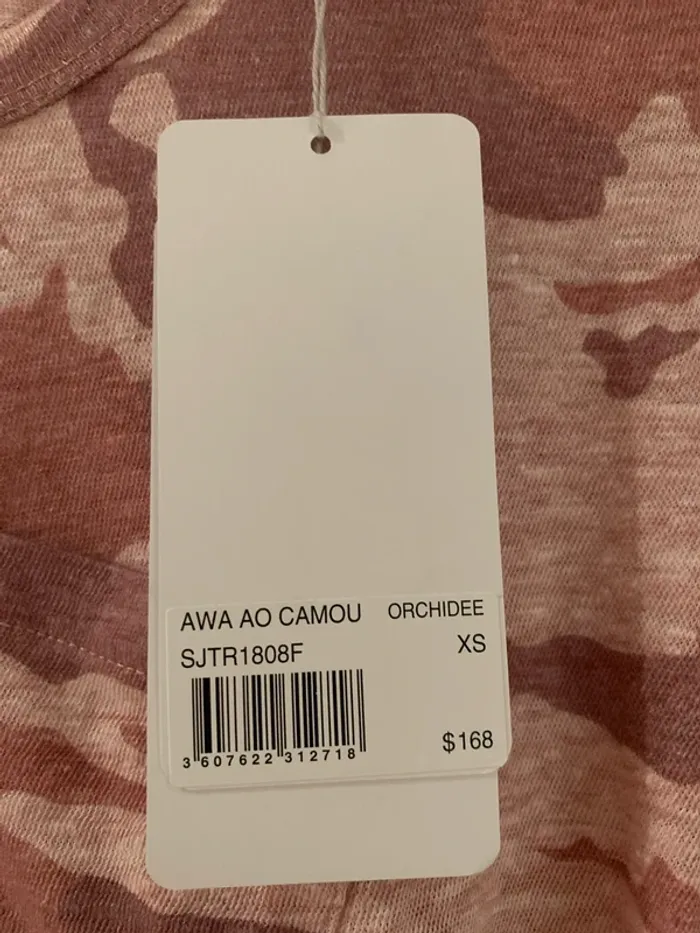 AWA AO CAMOU ORCHIDEE
SJTR1808F XS
$168
3 607622 312718